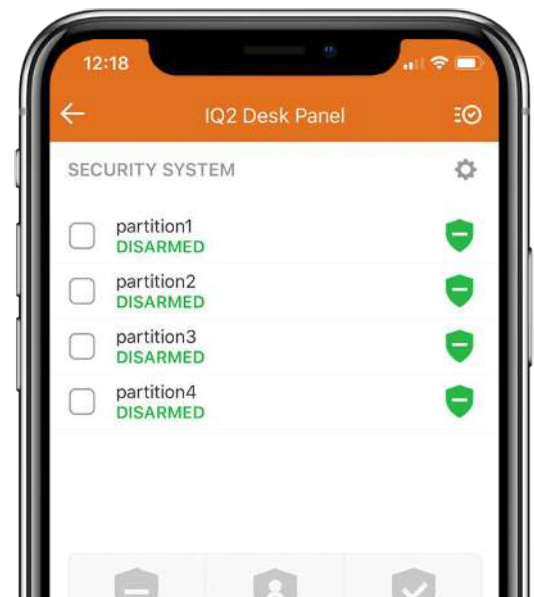 12:18
IQ2 Desk Panel
SECURITY SYSTEM
partition1
DISARMED
partition2
DISARMED
partition3
DISARMED
partition4
DISARMED